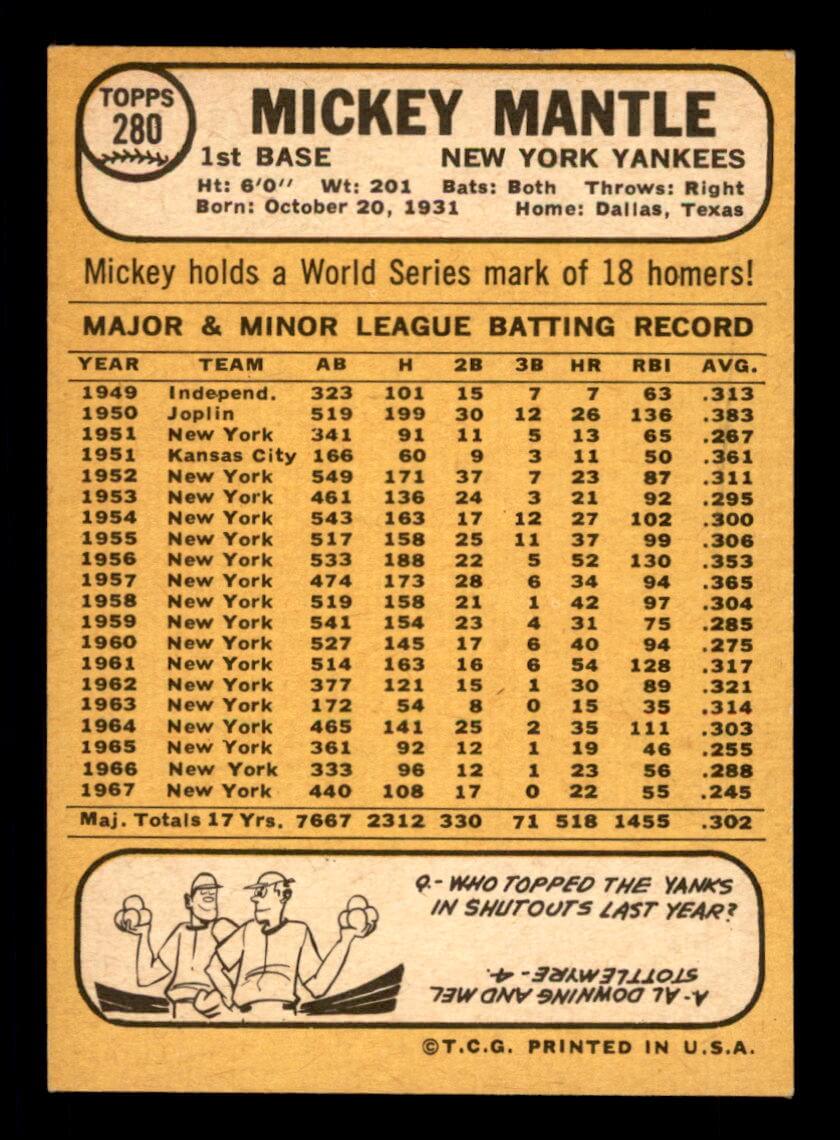 TOPPS
280
MICKEY MANTLE
1st BASE NEW YORK YANKEES
Ht: 6'0" Wt: 201 Bats: Both Throws: Right
Born: October 20, 1931 Home: Dallas, Texas
Mickey holds a World Series mark of 18 homers!
MAJOR & MINOR LEAGUE BATTING RECORD
YEAR TEAM AB H 2B 3B HR RBI AVG.
1949 Independ. 323 101 15 7 7 63 .313
1950 Joplin 519 199 30 12 26 136 .383
1951 New York 341 91 11 5 13 65 .267
1951 Kansas City 166 60 9 3 11 50 .361
1952 New York 549 171 37 7 23 87 .311
1953 New York 461 136 24 3 21 92 .295
1954 New York 543 163 17 12 27 102 .300
1955 New York 517 158 25 11 37 99 .306
1956 New York 533 188 22 5 52 130 .353
1957 New York 474 173 28 6 34 94 .365
1958 New York 519 158 21 1 42 97 .304
1959 New York 541 154 23 4 31 75 .285
1960 New York 527 145 17 6 40 94 .275
1961 New York 514 163 16 6 54 128 .317
1962 New York 377 121 15 1 30 89 .321
1963 New York 172 54 8 0 15 35 .314
1964 New York 465 141 25 2 35 111 .303
1965 New York 361 92 12 1 19 46 .255
1966 New York 333 96 12 1 23 56 .288
1967 New York 440 108 17 0 22 55 .245
Maj. Totals 17 Yrs. 7667 2312 330 71 518 1455 .302
Q.- WHO TOPPED THE YANKS
IN SHUTOUTS LAST YEAR?
A.- AL DOWNING AND MEL
STOTTLEMYRE - 4.
©T.C.G. PRINTED IN U.S.A.